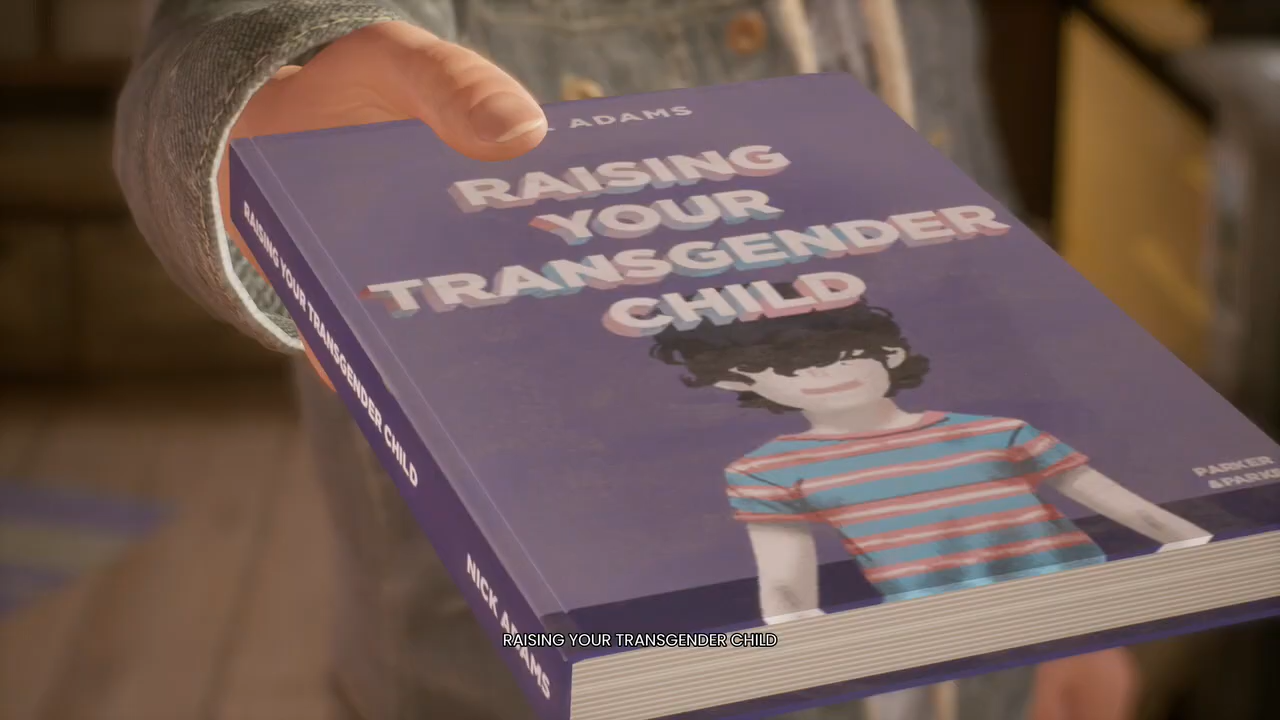 ADAMS
RAISING
YOUR
TRANSGENDER
CHILD
PARKER
RAISING YOUR TRANSGENDER CHILD
NICK ADAMS
RAISING YOUR TRANSGENDER CHILD